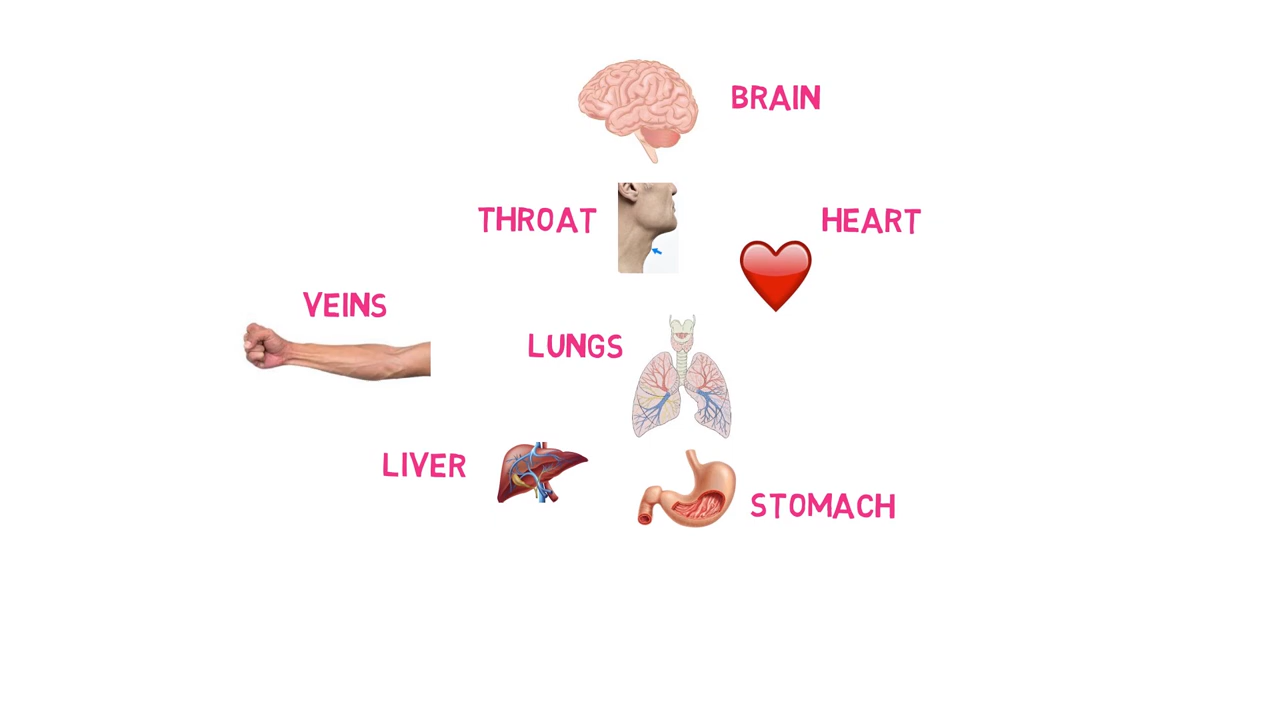 BRAIN
THROAT
HEART
VEINS
LUNGS
LIVER
STOMACH